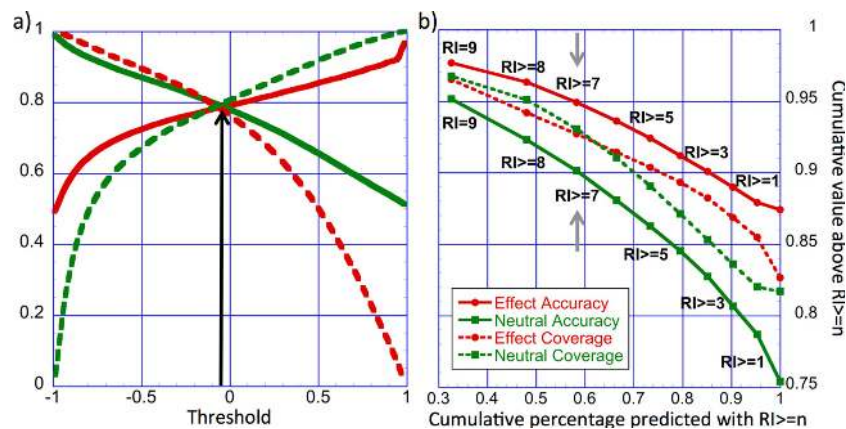 a)
1
0.8
0.6
0.4
0.2
0
-1
-0.5
0
0.5
1
Threshold
b)
RI=9
RI>=8
RI>=7
RI>=5
RI>=3
RI>=1
RI=9
RI>=8
RI>=7
RI>=5
RI>=3
RI>=1
Effect Accuracy
Neutral Accuracy
Effect Coverage
Neutral Coverage
1
0.95
0.9
0.85
0.8
0.75
Cumulative value above RI>=n
0.3
0.4
0.5
0.6
0.7
0.8
0.9
1
Cumulative percentage predicted with RI>=n